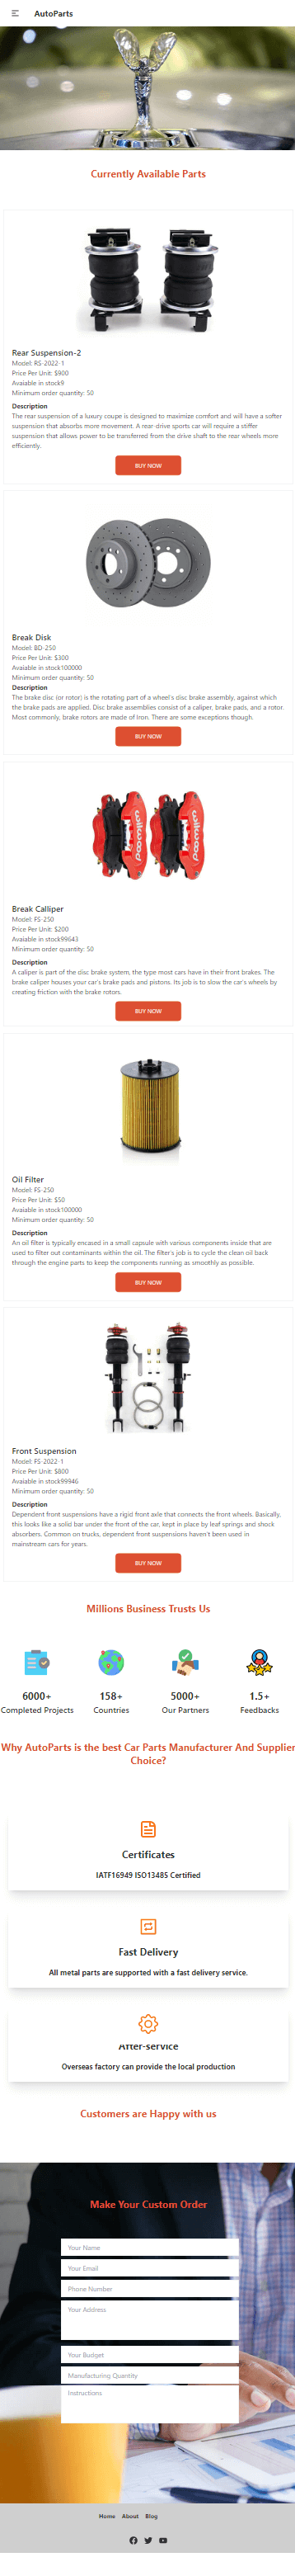 AutoParts
Currently Available Parts
Rear Suspension-2
Model: RS-2022-1
Price Per Unit: $900
Avaiable in stock9
Minimum order quantity: 50
Description
The rear suspension of a luxury coupe is designed to maximize comfort and will have a softer
suspension that absorbs more movement. A rear drive sports car will require a stiffer
suspension that allows power to be transferred from the drive shaft to the rear wheels more
efficiently.
BUY NOW
Break Disk
Model: BD-250
Price Per Unit: $300
Avaiable in stock100000
Minimum order quantity: 50
Description
The brake disc (or rotor) is the rotating part of a wheel's disc brake assembly, against which
the brake pads are applied. Disc brake assemblies consist of a caliper, brake pads, and a rotor.
Most commonly, brake rotors are made of Iron. There are some exceptions though.
BUY NOW
Break Calliper
Model: FS-250
Price Per Unit: $200
Avaiable in stock99643
Minimum order quantity: 50
Description
A caliper is part of the disc brake system, the type most cars have in their front brakes. The
brake caliper houses your car's brake pads and pistons. Its job is to slow the car's wheels by
creating friction with the brake rotors.
BUY NOW
Oil Filter
Model: FS-250
Price Per Unit: $50
Avaiable in stock100000
Minimum order quantity: 50
Description
An oil filter is typically encased in a small capsule with various components inside that are
used to filter out contaminants within the oil. The filter's job is to cycle the clean oil back
through the engine parts to keep the components running as smoothly as possible.
BUY NOW
Front Suspension
Model: FS-2022-1
Price Per Unit: $800
Avaiable in stock99946
Minimum order quantity: 50
Description
Dependent front suspensions have a rigid front axle that connects the front wheels. Basically,
this looks like a solid bar under the front of the car, kept in place by leaf springs and shock
absorbers. Common on trucks, dependent front suspensions haven't been used in
mainstream cars for years.
BUY NOW
Millions Business Trusts Us
6000+
Completed Projects
158+
Countries
5000+
Our Partners
1.5+
Feedbacks
Why AutoParts is the best Car Parts Manufacturer And Supplier
Choice?
Certificates
IATF16949 ISO13485 Certified
Fast Delivery
All metal parts are supported with a fast delivery service.
After-service
Overseas factory can provide the local production
Customers are Happy with us
Make Your Custom Order
Your Name
Your Email
Phone Number
Your Address
Your Budget
Manufacturing Quantity
Instructions
Home About Blog